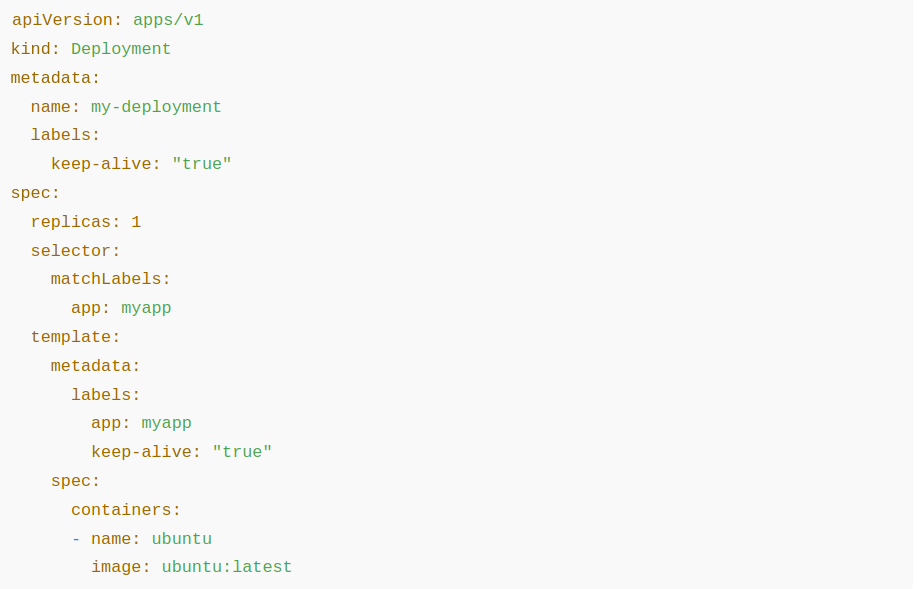 apiVersion: apps/v1
kind: Deployment
metadata:
  name: my-deployment
  labels:
    keep-alive: "true"
spec:
  replicas: 1
  selector:
    matchLabels:
      app: myapp
  template:
    metadata:
      labels:
        app: myapp
        keep-alive: "true"
    spec:
      containers:
      - name: ubuntu
        image: ubuntu:latest